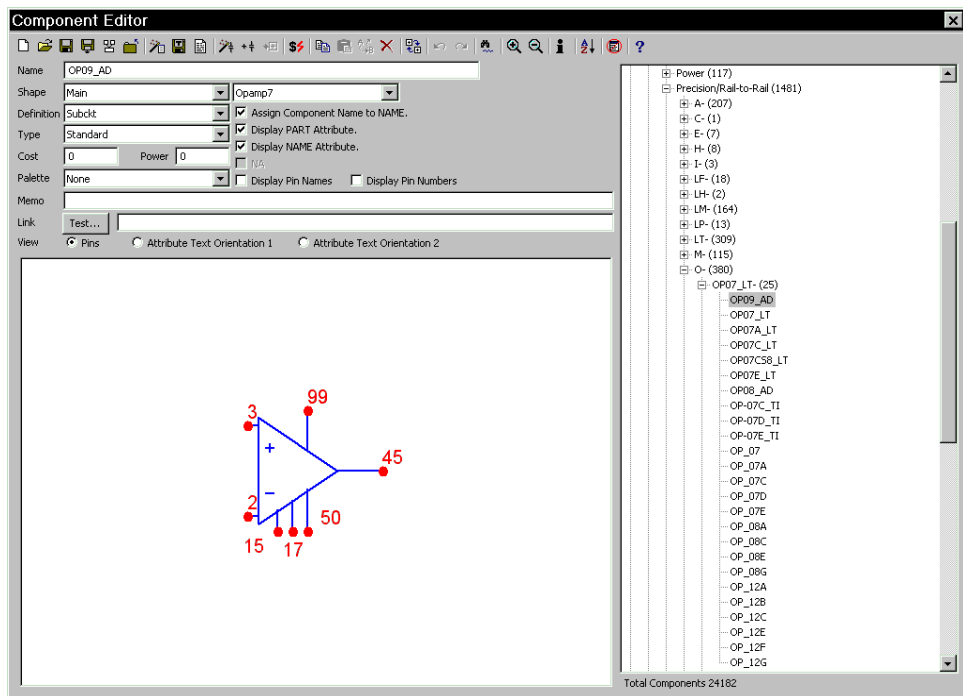 Component Editor
Name OP09_AD
Shape Main Opamp7
Definition Subckt Assign Component Name to NAME.
Type Standard Display PART Attribute.
Display NAME Attribute.
Cost 0 Power 0
NA
Palette None Display Pin Names Display Pin Numbers
Memo
Link Test...
View Pins Attribute Text Orientation 1 Attribute Text Orientation 2
99
3
+
45
−
2
50
15 17
Power (117)
Precision/Rail-to-Rail (1481)
A- (207)
C- (1)
E- (7)
H- (8)
I- (3)
LF- (18)
LH- (2)
LM- (164)
LP- (13)
LT- (309)
M- (115)
O- (380)
OP07_LT- (25)
OP09_AD
OP07_LT
OP07A_LT
OP07C_LT
OP07CS8_LT
OP07E_LT
OP08_AD
OP-07C_TI
OP-07D_TI
OP-07E_TI
OP_07
OP_07A
OP_07C
OP_07D
OP_07E
OP_08A
OP_08C
OP_08E
OP_08G
OP_12A
OP_12B
OP_12C
OP_12E
OP_12F
OP_12G
Total Components 24182